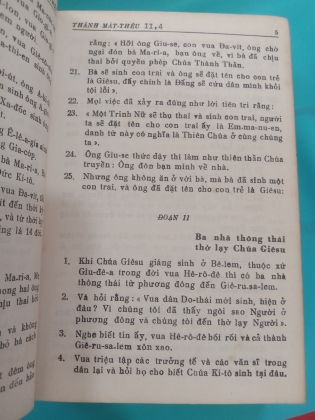 THÁNH MÁT-THÊU II,4
5
rằng: « Hỡi ông Giu-se, con vua Đa-vít, ông chớ
ngại đón bà Ma-ri-a, bạn ông về, vì bà đã chịu
thai bởi quyền phép Chúa Thánh Thần.
21. Bà sẽ sinh con trai và ông sẽ đặt tên cho con trẻ
là Giêsu, đấy chính là Đấng sẽ cứu dân mình khỏi
tội lỗi ».
22. Mọi việc đã xẩy ra đúng như lời tiên tri rằng:
23. « Một Trinh Nữ sẽ thụ thai và sinh con trai, người
ta sẽ đặt tên cho con trai ấy là Em.ma-nu-en,
danh từ này có nghĩa là Thiên Chúa ở cùng chúng
ta ».
24. Ông Giu-se thức dậy thì làm như thiên thần Chúa
truyền: Ông đón bạn mình về nhà.
25. Nhưng ông không ăn ở với bà, mà bà đã sinh một
con trai, và ông đã đặt tên cho con trẻ là Giêsu:
ĐOẠN II
Ba nhà thông thái
thờ lạy Chúa Giêsu
1. Khi Chúa Giêsu giáng sinh ở Bê-lem, thuộc xứ
Giu-đê-a trong đời vua Hê-rô-đê thì có ba nhà
thông thái từ phương đông đến Giê-ru.sa-lem.
2. Và hỏi rằng: « Vua dân Do-thái mới sinh, hiện ở
đâu? Vì chúng tôi đã thấy ngôi sao Người ở
phương đông và chúng tôi đến thờ lạy Người ».
3. Nghe biết tin ấy, vua Hê-rô-đê bối rối và cả thành
Giê-ru.sa-lem xôn xao.
4. Vua triệu tập các trưởng tế và các văn sĩ trong
dân lại và hỏi họ cho biết Chúa Ki-tô sinh tại đâu.